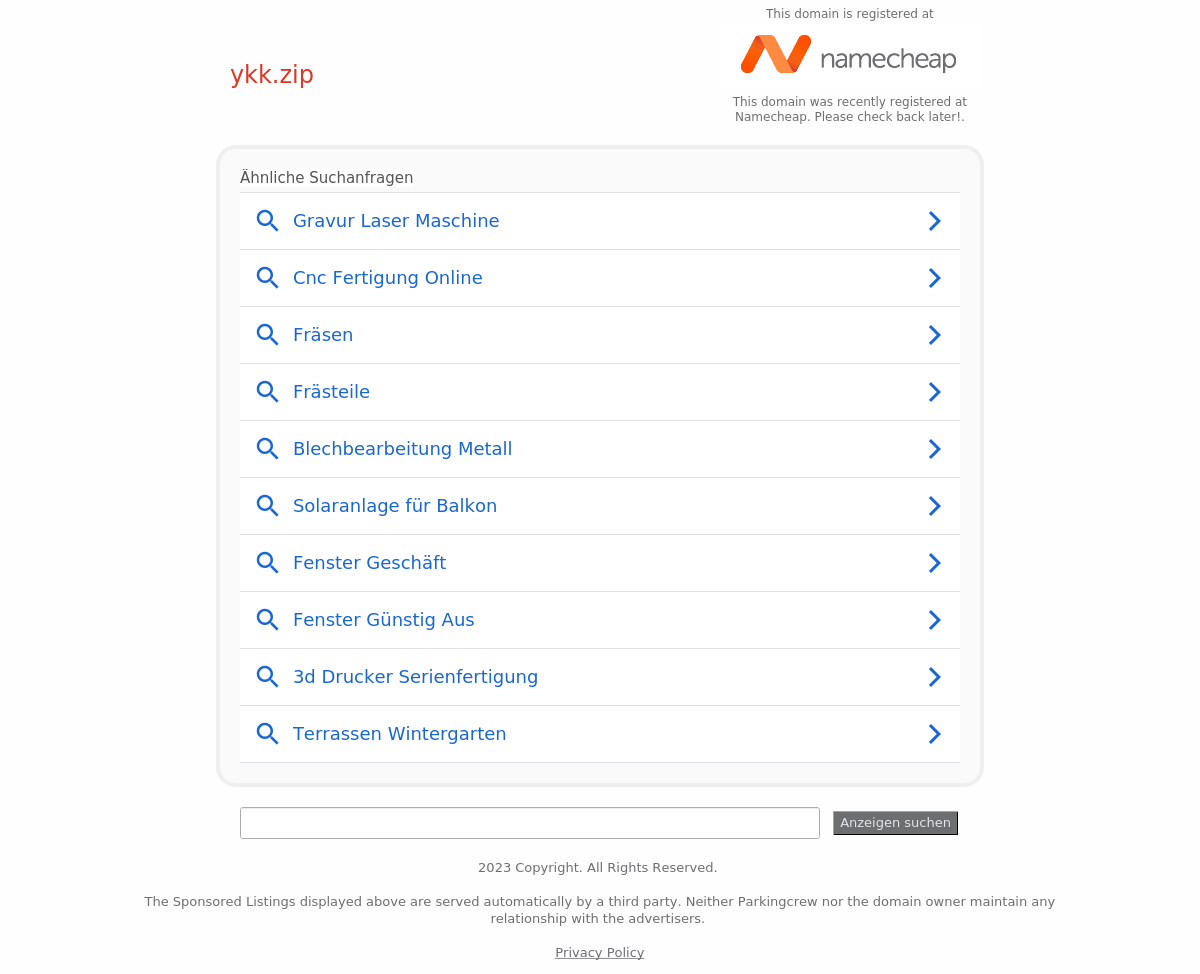 This domain is registered at
namecheap
ykk.zip
This domain was recently registered at
Namecheap. Please check back later!.
Ähnliche Suchanfragen
Gravur Laser Maschine
Cnc Fertigung Online
Fräsen
Frästeile
Blechbearbeitung Metall
Solaranlage für Balkon
Fenster Geschäft
Fenster Günstig Aus
3d Drucker Serienfertigung
Terrassen Wintergarten
Anzeigen suchen
2023 Copyright. All Rights Reserved.
The Sponsored Listings displayed above are served automatically by a third party. Neither Parkingcrew nor the domain owner maintain any
relationship with the advertisers.
Privacy Policy